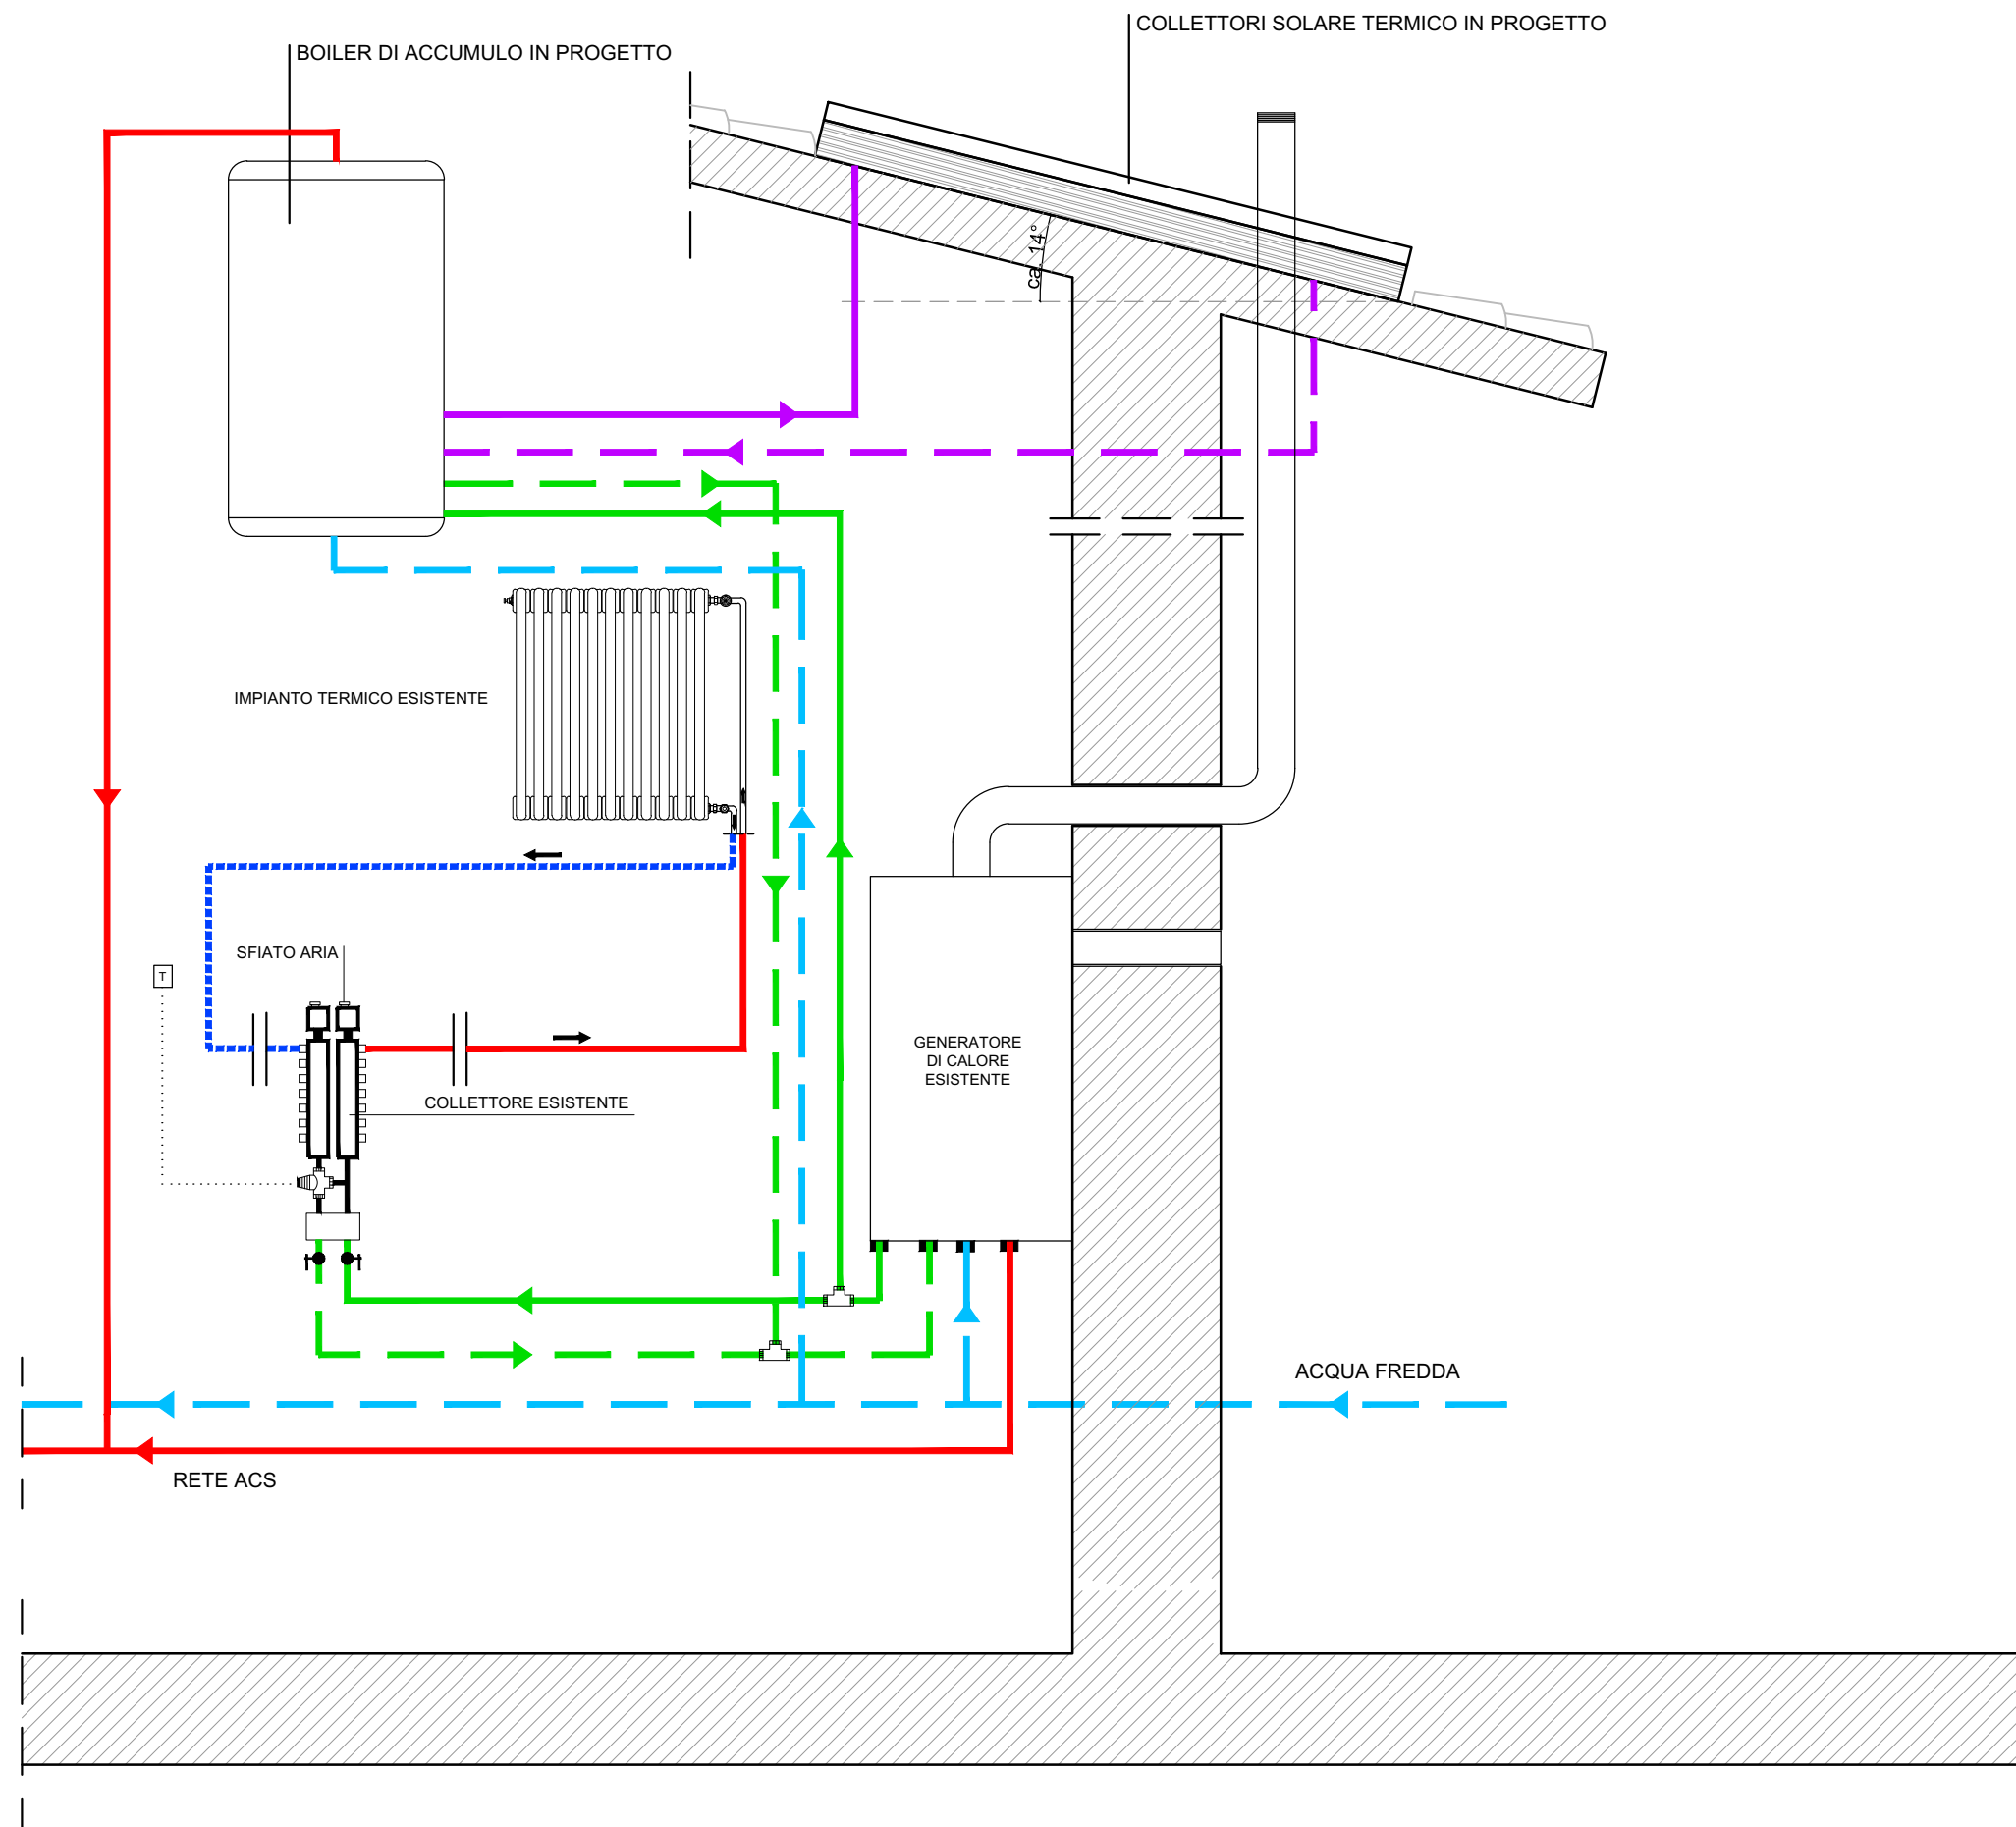 COLLETTORI SOLARE TERMICO IN PROGETTO
BOILER DI ACCUMULO IN PROGETTO
ca. 14°
IMPIANTO TERMICO ESISTENTE
SFIATO ARIA
T
GENERATORE
DI CALORE
ESISTENTE
COLLETTORE ESISTENTE
ACQUA FREDDA
RETE ACS